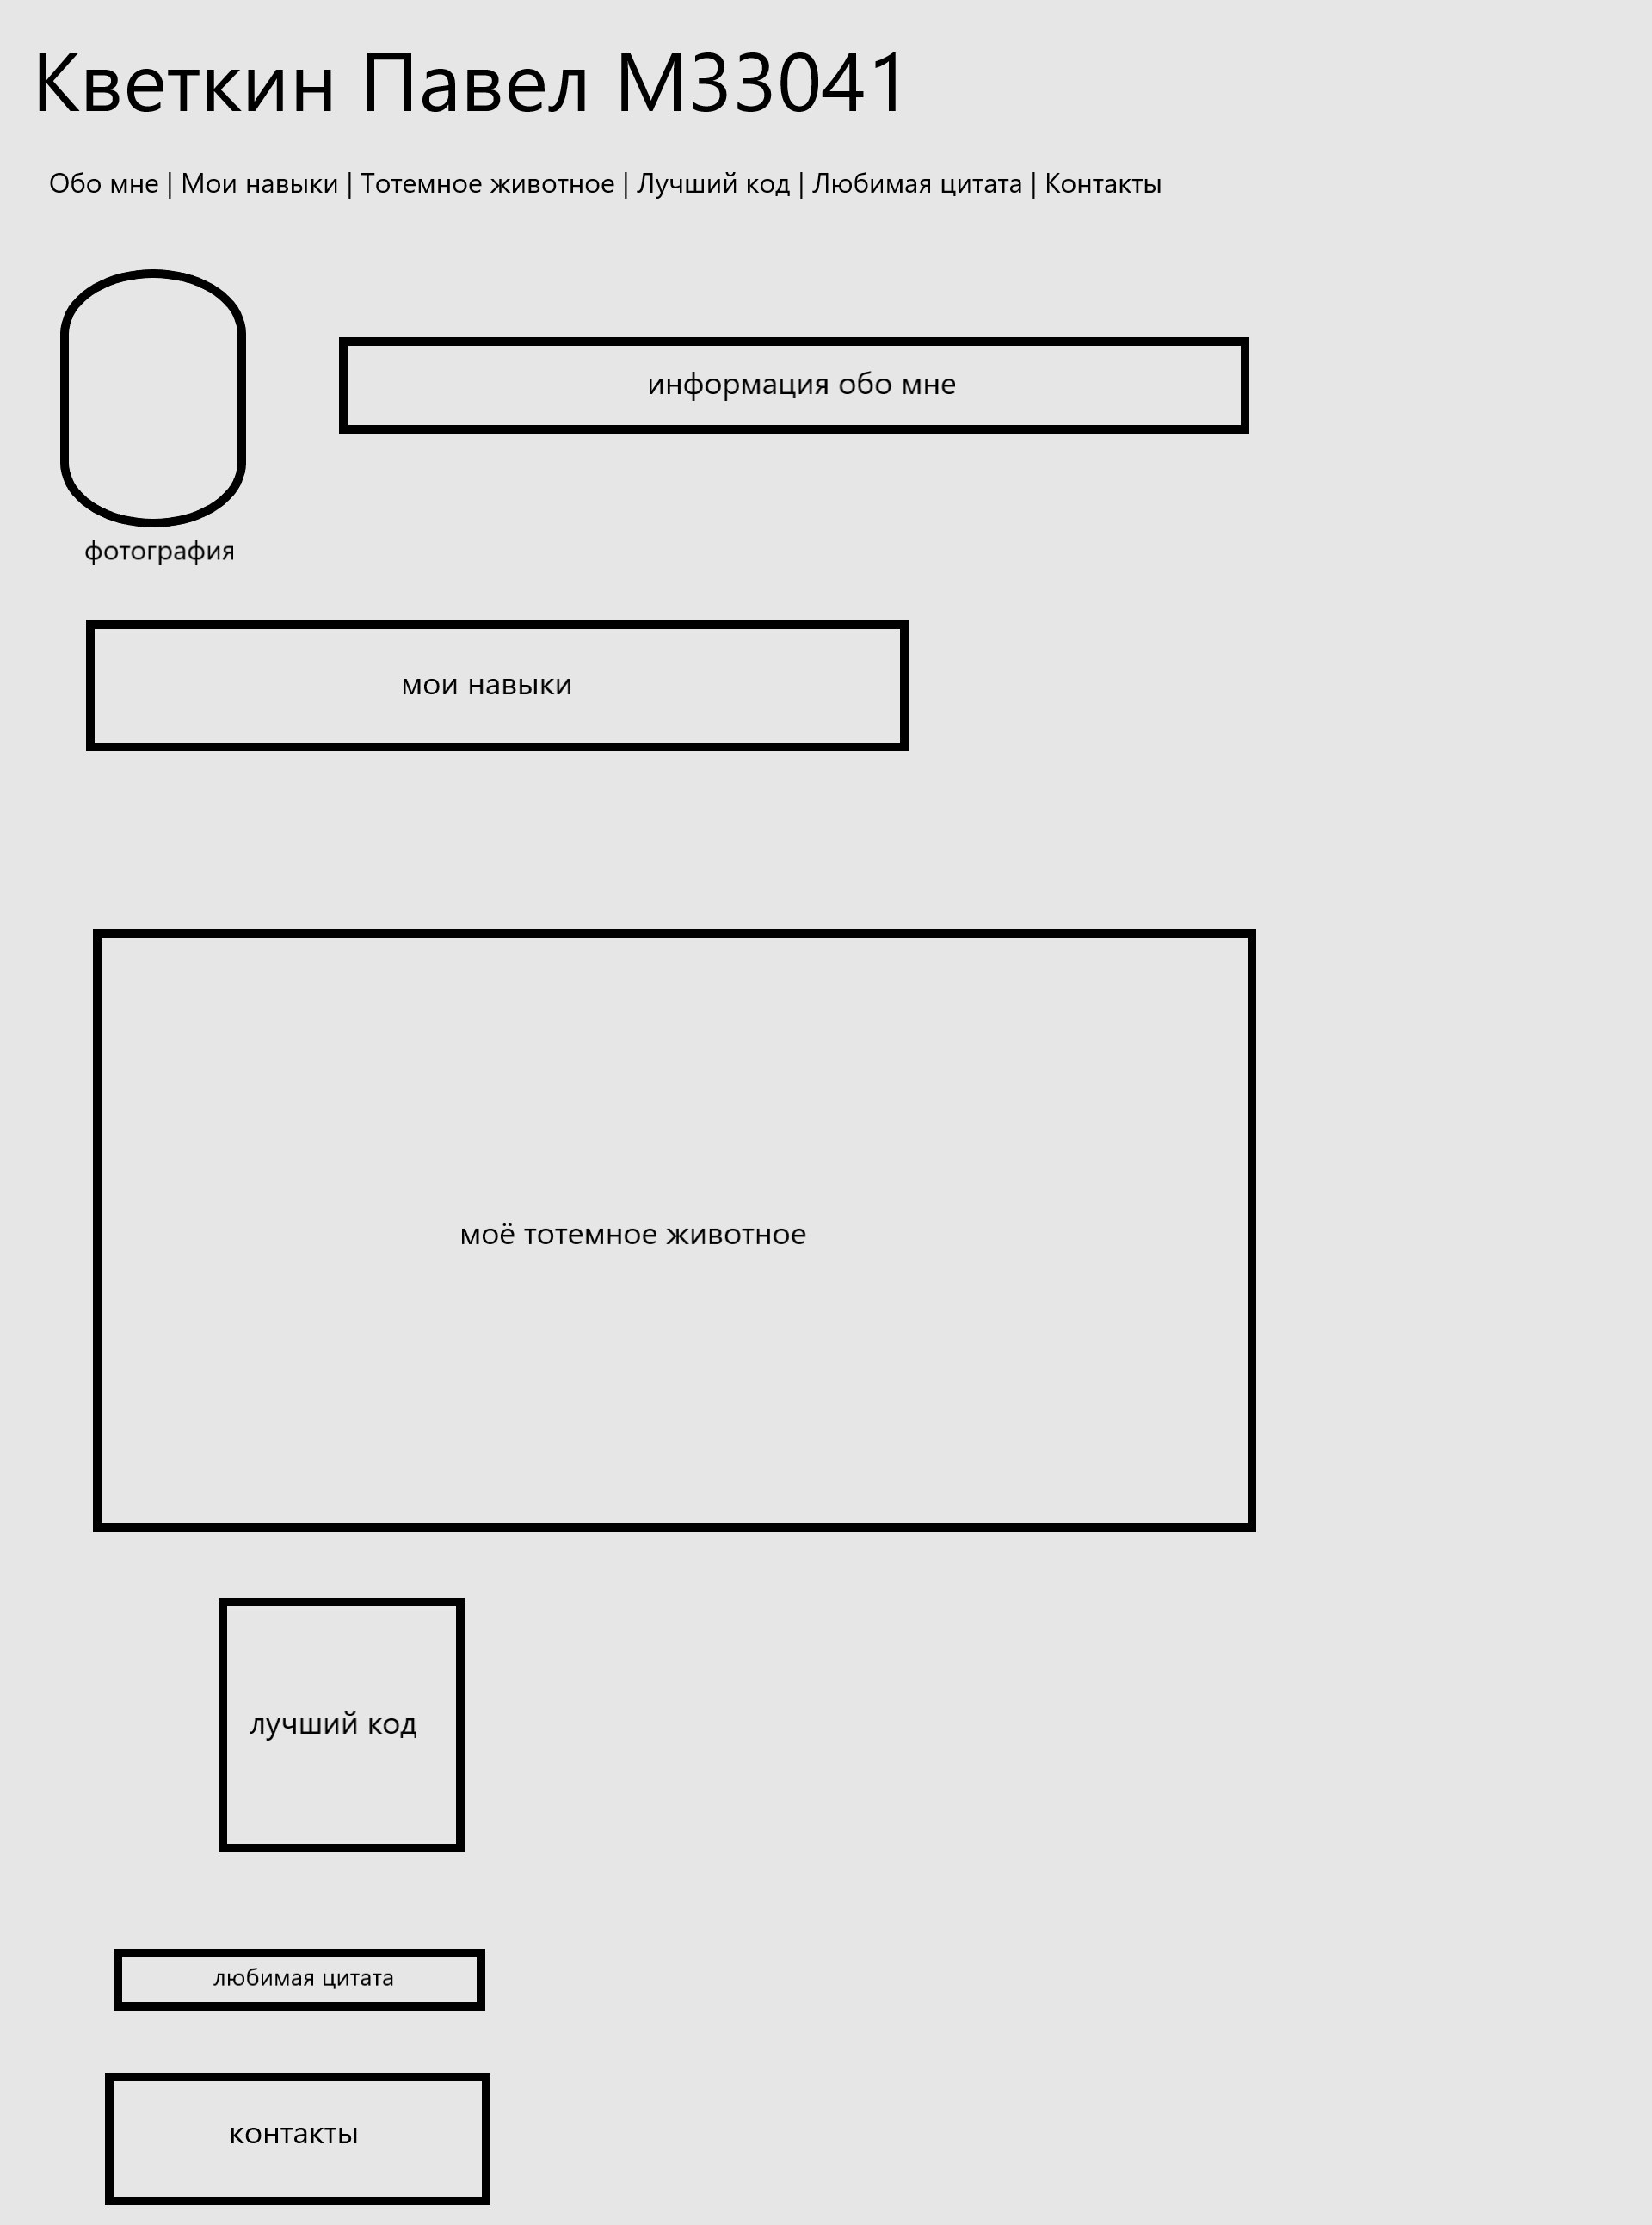 Кветкин Павел М33041
Обо мне | Мои навыки | Тотемное животное | Лучший код | Любимая цитата | Контакты
информация обо мне
фотография
мои навыки
моё тотемное животное
лучший код
любимая цитата
контакты